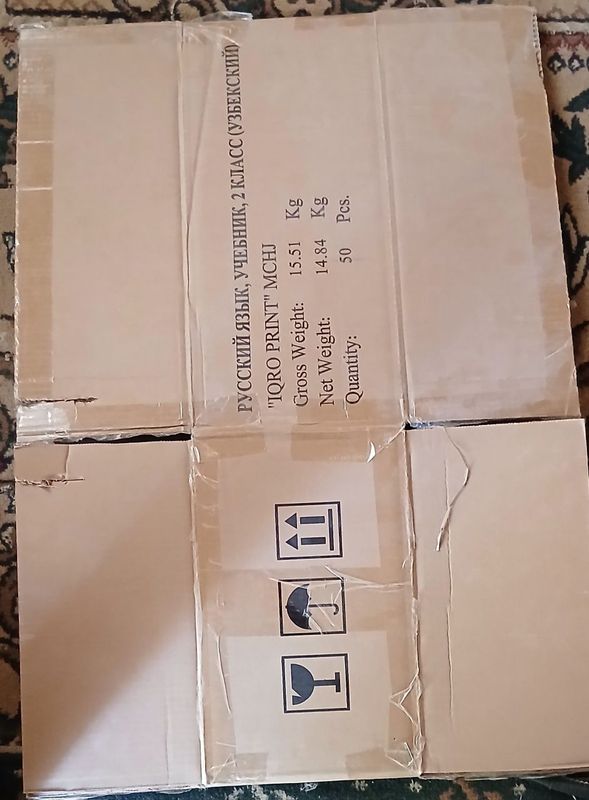 РУССКИЙ ЯЗЫК, УЧЕБНИК, 2 КЛАСС (УЗБЕКСКИЙ)
"IQRO PRINT" MCHJ
Gross Weight: 15.51 Kg
Net Weight: 14.84 Kg
Quantity: 50 Pcs.